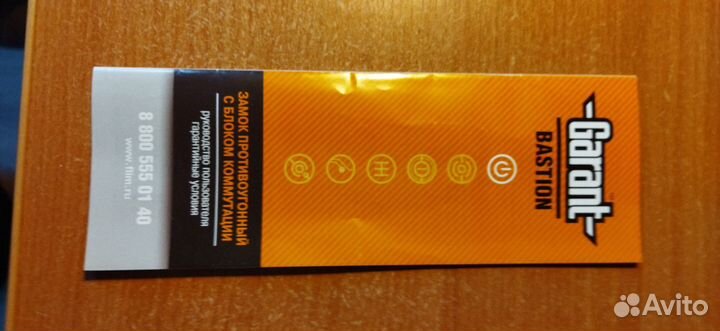 Garant
BASTION
ЗАМОК ПРОТИВОУГОННЫЙ
С БЛОКОМ КОММУТАЦИИ
руководство пользователя
гарантийные условия
8 800 555 01 40
www.flim.ru
Avito